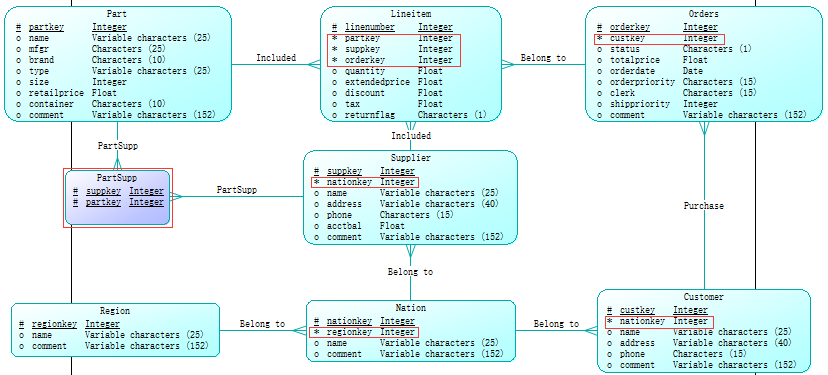 Part
# partkey Integer
o name Variable characters (25)
o mfgr Characters (25)
o brand Characters (10)
o type Variable characters (25)
o size Integer
o retailprice Float
o container Characters (10)
o comment Variable characters (152)
Included
Lineitem
# linenumber Integer
* partkey Integer
* suppkey Integer
* orderkey Integer
o quantity Float
o extendedprice Float
o discount Float
o tax Float
o returnflag Characters (1)
Belong to
Orders
# orderkey Integer
* custkey Integer
o status Characters (1)
o totalprice Float
o orderdate Date
o orderpriority Characters (15)
o clerk Characters (15)
o shippriority Integer
o comment Variable characters (152)
PartSupp
Included
PartSupp
# suppkey Integer
# partkey Integer
PartSupp
Supplier
# suppkey Integer
* nationkey Integer
o name Variable characters (25)
o address Variable characters (40)
o phone Characters (15)
o acctbal Float
o comment Variable characters (152)
Purchase
Belong to
Region
# regionkey Integer
o name Variable characters (25)
o comment Variable characters (152)
Belong to
Nation
# nationkey Integer
* regionkey Integer
o name Variable characters (25)
o comment Variable characters (152)
Belong to
Customer
# custkey Integer
* nationkey Integer
o name Variable characters (25)
o address Variable characters (40)
o phone Characters (15)
o comment Variable characters (152)